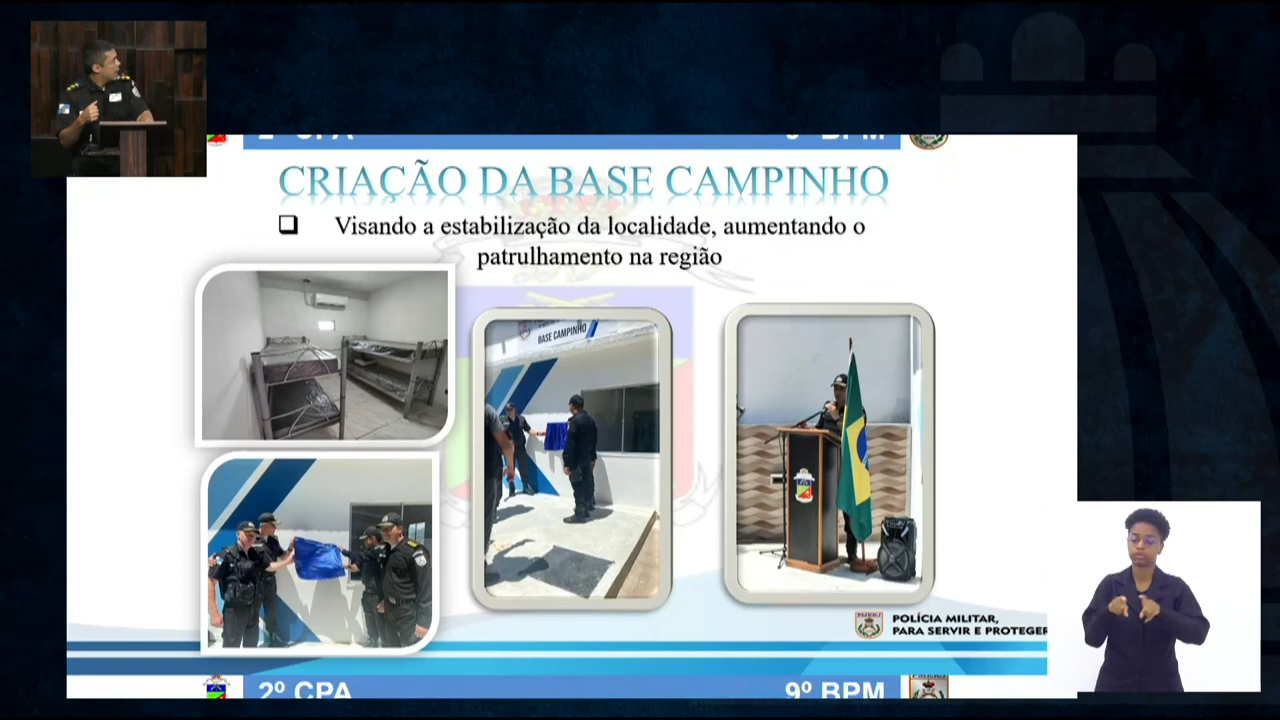 2º CPA
9º BPM
CRIAÇÃO DA BASE CAMPINHO
Visando a estabilização da localidade, aumentando o
patrulhamento na região
BASE CAMPINHO
POLÍCIA MILITAR,
PARA SERVIR E PROTEGER
2º CPA
9º BPM